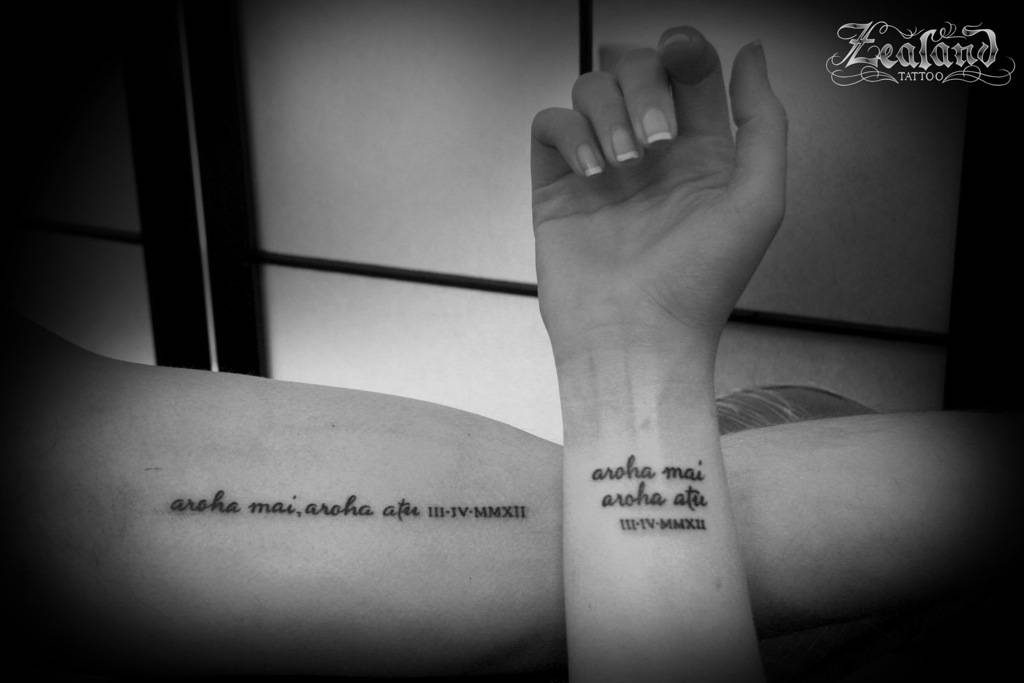 Zealand
TATTOO
aroha mai, aroha atu III·IV·MMXII
aroha mai
aroha atu
III·IV·MMXII